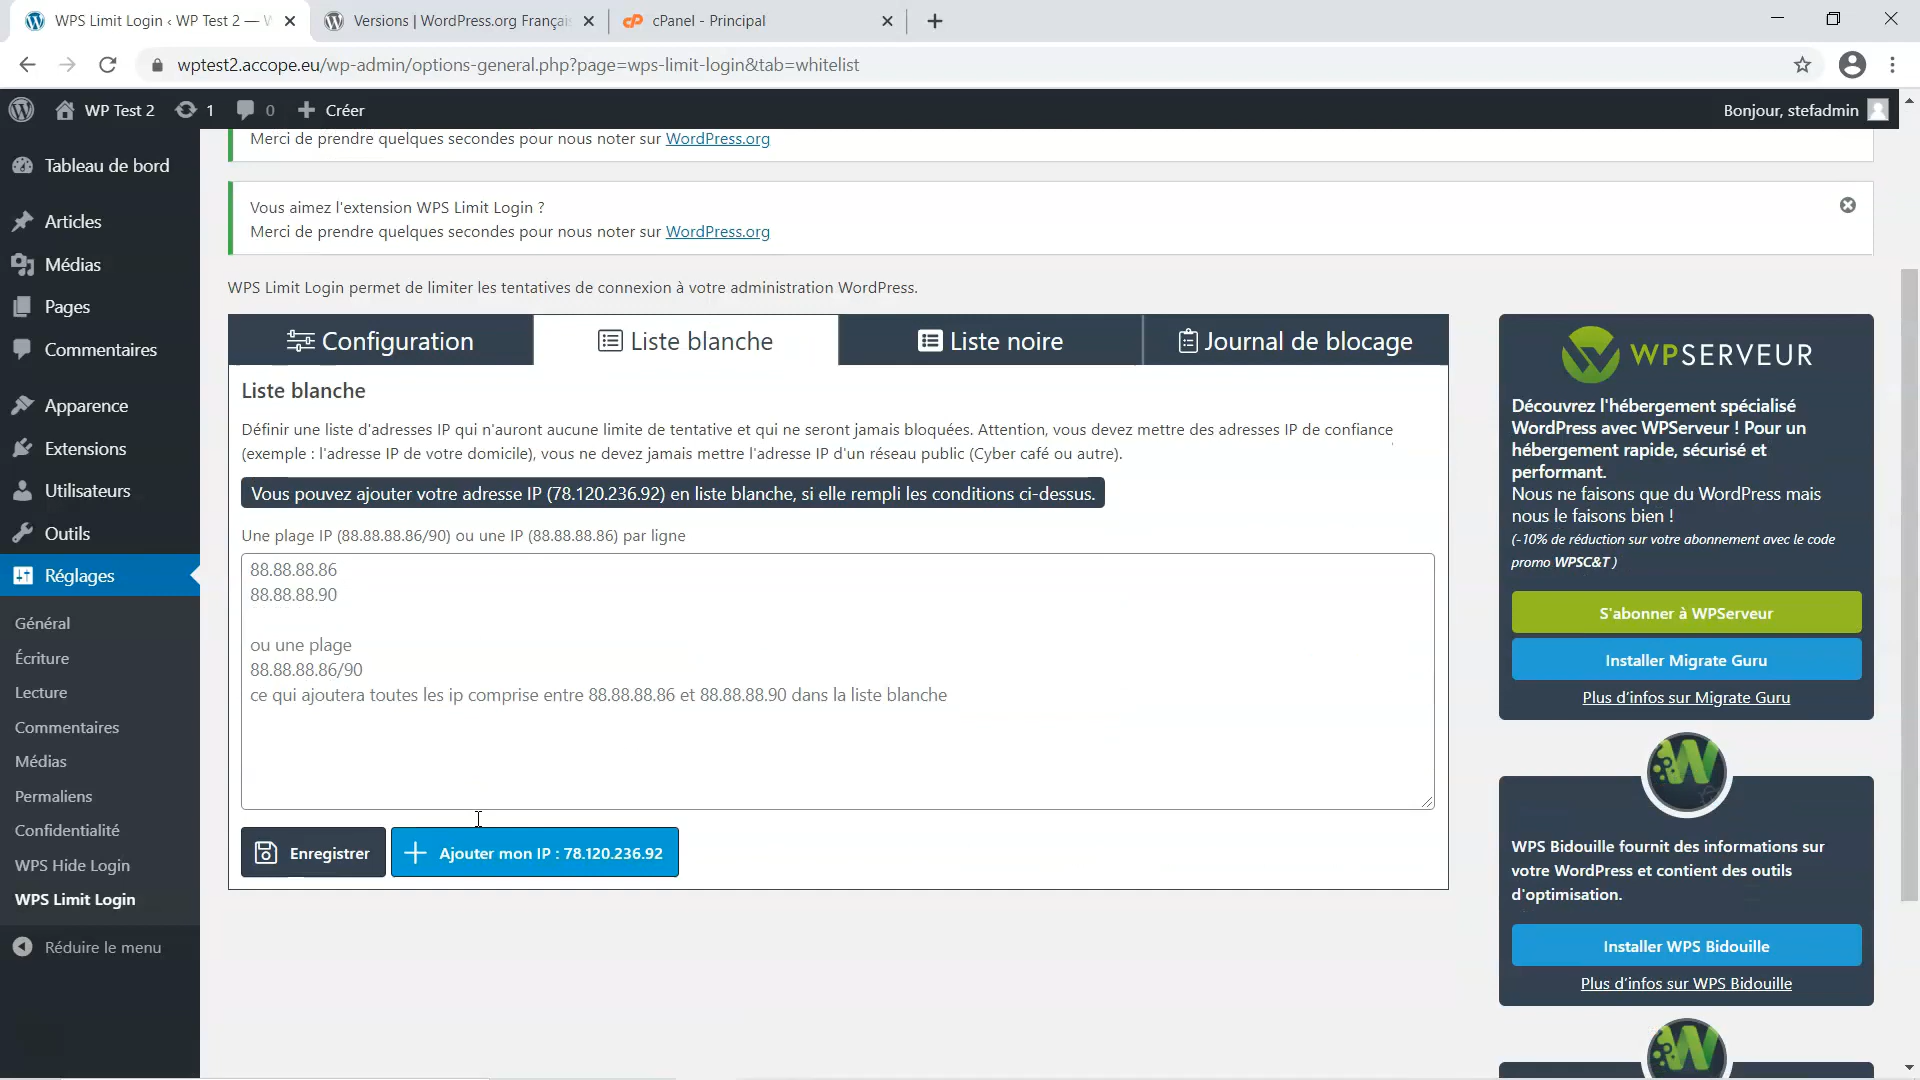 WPS Limit Login ‹ WP Test 2 — W
Versions | WordPress.org Françai
cPanel - Principal
wptest2.accope.eu/wp-admin/options-general.php?page=wps-limit-login&tab=whitelist
WP Test 2
1
0
Créer
Bonjour, stefadmin
Tableau de bord
Articles
Médias
Pages
Commentaires
Apparence
Extensions
Utilisateurs
Outils
Réglages
Général
Écriture
Lecture
Commentaires
Médias
Permaliens
Confidentialité
WPS Hide Login
WPS Limit Login
Réduire le menu
Merci de prendre quelques secondes pour nous noter sur WordPress.org
Vous aimez l'extension WPS Limit Login ?
Merci de prendre quelques secondes pour nous noter sur WordPress.org
WPS Limit Login permet de limiter les tentatives de connexion à votre administration WordPress.
Configuration
Liste blanche
Liste noire
Journal de blocage
Liste blanche
Définir une liste d'adresses IP qui n'auront aucune limite de tentative et qui ne seront jamais bloquées. Attention, vous devez mettre des adresses IP de confiance
(exemple : l'adresse IP de votre domicile), vous ne devez jamais mettre l'adresse IP d'un réseau public (Cyber café ou autre).
Vous pouvez ajouter votre adresse IP (78.120.236.92) en liste blanche, si elle rempli les conditions ci-dessus.
Une plage IP (88.88.88.86/90) ou une IP (88.88.88.86) par ligne
88.88.88.86
88.88.88.90
ou une plage
88.88.88.86/90
ce qui ajoutera toutes les ip comprise entre 88.88.88.86 et 88.88.88.90 dans la liste blanche
Enregistrer
Ajouter mon IP : 78.120.236.92
WPSERVEUR
Découvrez l'hébergement spécialisé
WordPress avec WPServeur ! Pour un
hébergement rapide, sécurisé et
performant.
Nous ne faisons que du WordPress mais
nous le faisons bien !
(-10% de réduction sur votre abonnement avec le code
promo WPSC&T )
S'abonner à WPServeur
Installer Migrate Guru
Plus d'infos sur Migrate Guru
WPS Bidouille fournit des informations sur
votre WordPress et contient des outils
d'optimisation.
Installer WPS Bidouille
Plus d'infos sur WPS Bidouille